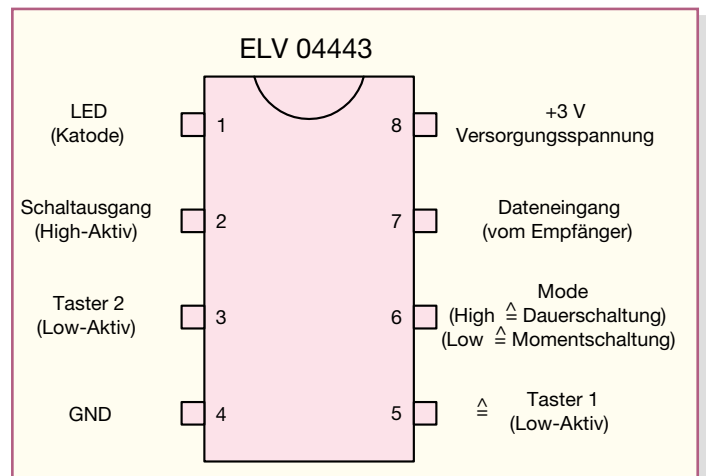 ELV 04443
LED
(Katode)
1
8
+3 V
Versorgungsspannung
Schaltausgang
(High-Aktiv)
2
7
Dateneingang
(vom Empfänger)
Taster 2
(Low-Aktiv)
3
6
Mode
(High ≙ Dauerschaltung)
(Low ≙ Momentschaltung)
GND
4
5
≙ Taster 1
(Low-Aktiv)